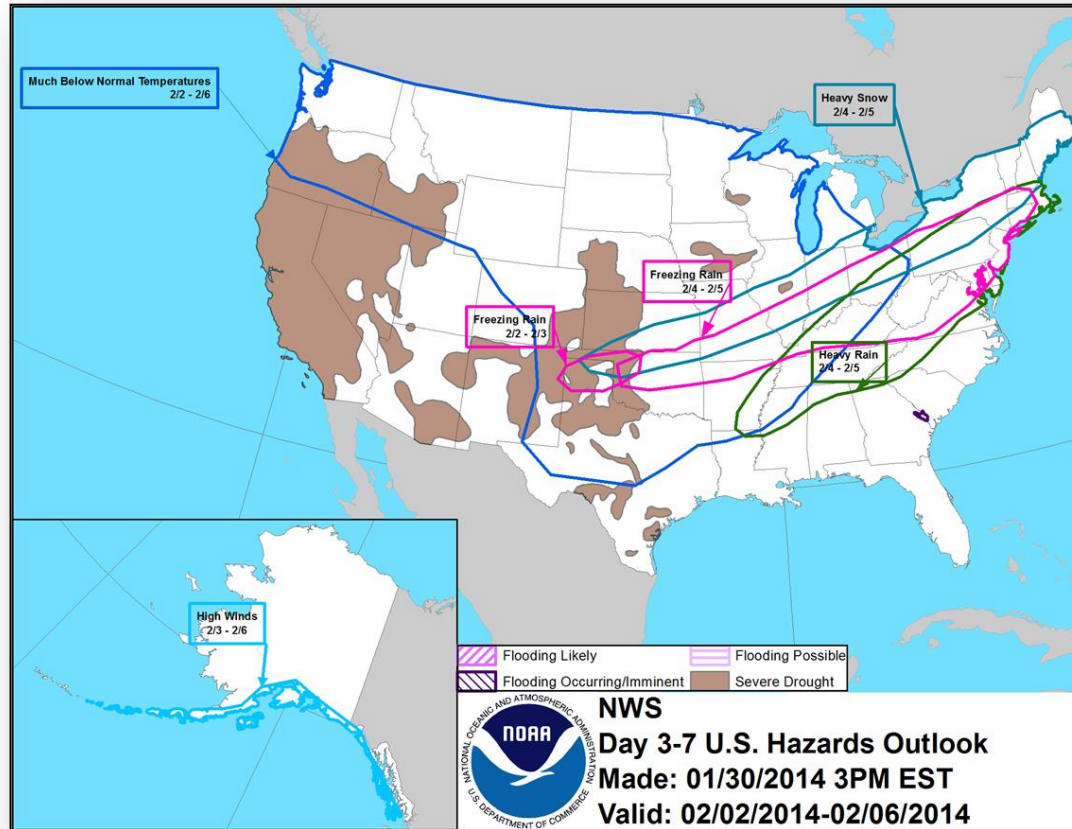 Much Below Normal Temperatures
2/2 - 2/6
Heavy Snow
2/4 - 2/5
Freezing Rain
2/4 - 2/5
Freezing Rain
2/2 - 2/3
Heavy Rain
2/4 - 2/5
High Winds
2/3 - 2/6
Flooding Likely
Flooding Possible
Flooding Occurring/Imminent
Severe Drought
NATIONAL OCEANIC AND ATMOSPHERIC ADMINISTRATION
NOAA
U.S. DEPARTMENT OF COMMERCE
NWS
Day 3-7 U.S. Hazards Outlook
Made: 01/30/2014 3PM EST
Valid: 02/02/2014-02/06/2014